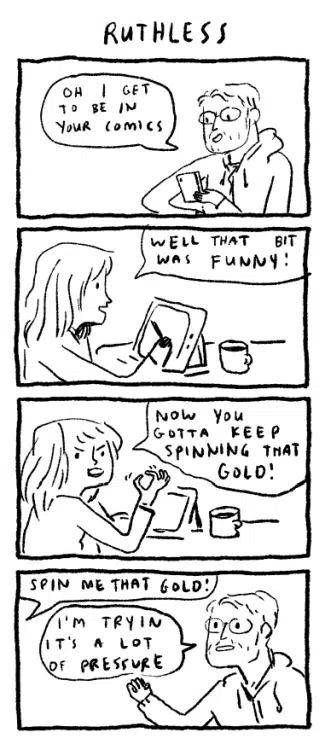 RUTHLESS
OH I GET
TO BE IN
YOUR COMICS
WELL THAT BIT
WAS FUNNY!
NOW YOU
GOTTA KEEP
SPINNING THAT
GOLD!
SPIN ME THAT GOLD!
I'M TRYIN
IT'S A LOT
OF PRESSURE